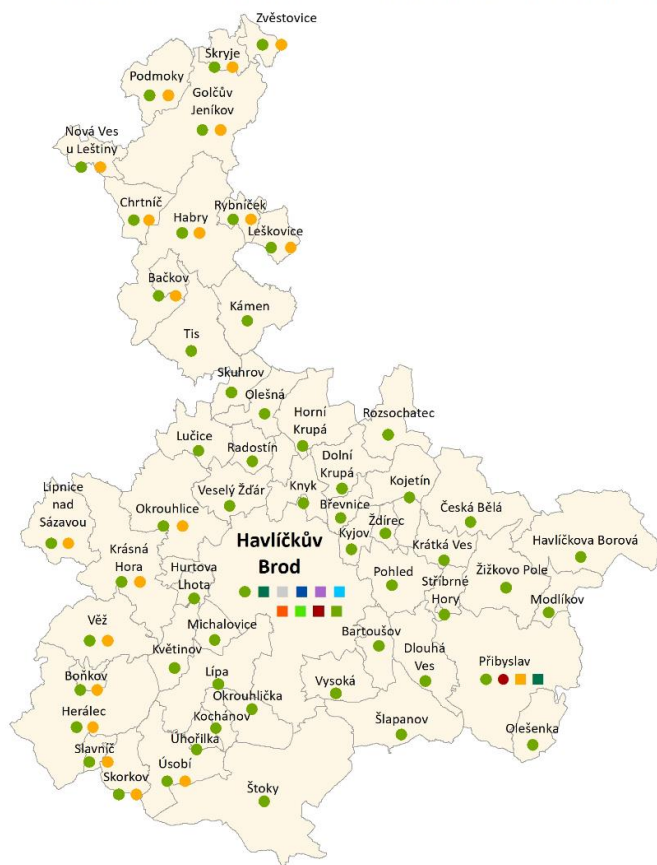 Zvěstovice
Skryje
Podmoky
Golčův
Jeníkov
Nová Ves
u Leštiny
Chrtníč
Habry
Rybníček
Leškovice
Bačkov
Kámen
Tis
Skuhrov
Olešná
Horní
Krupá
Rozsochatec
Lučice
Radostín
Dolní
Krupá
Lipnice
nad
Sázavou
Okrouhlice
Veselý Žďár
Knyk
Břevnice
Kojetín
Česká Bělá
Ždírec
Havlíčkův
Brod
Kyjov
Krátká Ves
Havlíčkova Borová
Krásná
Hora
Hurtova
Lhota
Pohled
Stříbrné
Hory
Žižkovo Pole
Modlíkov
Věž
Michalovice
Bartoušov
Květinov
Dlouhá
Ves
Přibyslav
Boňkov
Lípa
Okrouhlička
Vysoká
Herálec
Kochánov
Šlapanov
Olešenka
Slavníč
Úhořilka
Skorkov
Úsobí
Štoky